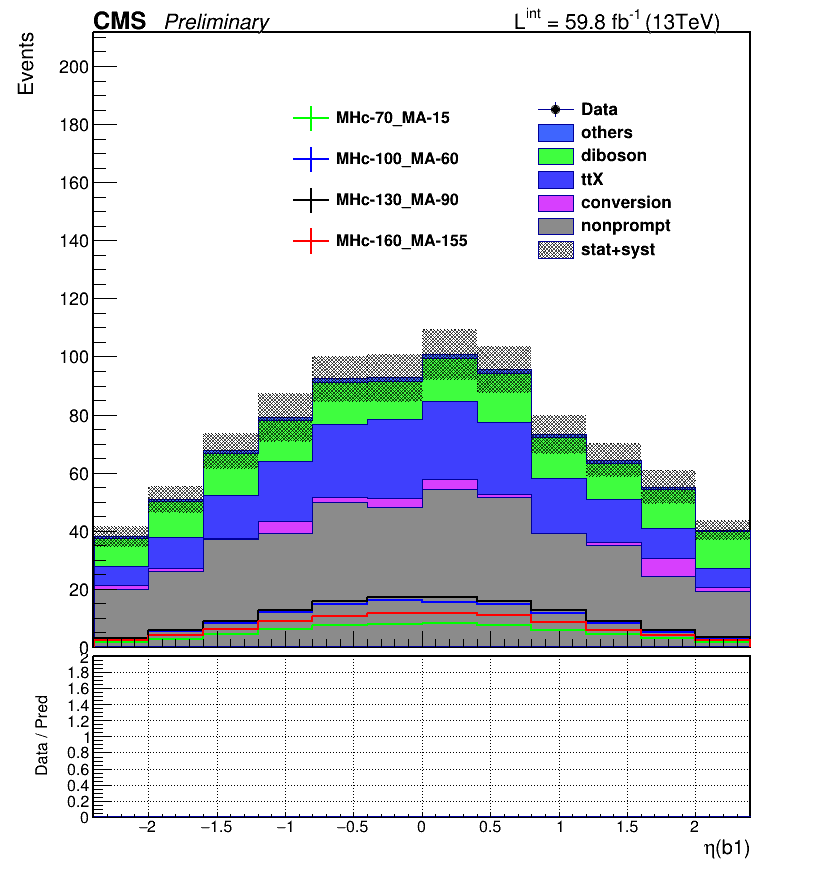 CMS Preliminary L^int = 59.8 fb^-1 (13TeV)
Events
200
180
160
140
120
100
80
60
40
20
0
MHc-70_MA-15
MHc-100_MA-60
MHc-130_MA-90
MHc-160_MA-155
Data
others
diboson
ttX
conversion
nonprompt
stat+syst
Data / Pred
2
1.8
1.6
1.4
1.2
1
0.8
0.6
0.4
0.2
0
−2 −1.5 −1 −0.5 0 0.5 1 1.5 2
η(b1)